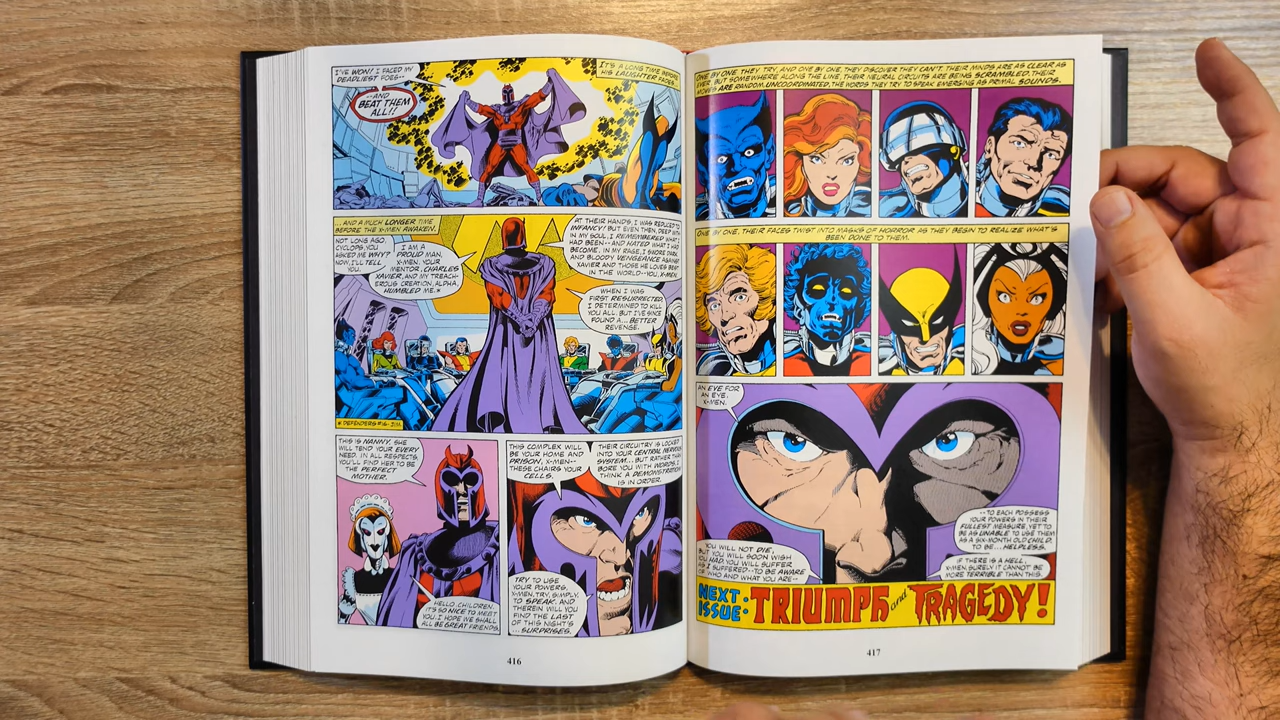 I'VE WON! I FACED MY
DEADLIEST FOES--
--AND
BEAT THEM
ALL!!
IT'S A LONG TIME BEFORE
HIS LAUGHTER FADES...
...AND A MUCH LONGER TIME
BEFORE THE X-MEN AWAKEN.
NOT LONG AGO,
CYCLOPS, YOU
ASKED ME WHY?
NOW, I'LL TELL
YOU.
I AM A
PROUD MAN,
X-MEN. YOUR
MENTOR, CHARLES
XAVIER, AND MY TREACH-
EROUS CREATION, ALPHA,
HUMBLED ME.*
AT THEIR HANDS, I WAS REDUCED TO
INFANCY! BUT EVEN THEN, DEEP WITH-
IN MY SOUL, I REMEMBERED WHAT I
HAD BEEN--AND HATED WHAT I'D
BECOME. IN MY RAGE, I SWORE DARK
AND BLOODY VENGEANCE AGAINST
XAVIER AND THOSE HE LOVES BEST
IN THE WORLD--YOU, X-MEN.
WHEN I WAS
FIRST RESURRECTED,
I DETERMINED TO KILL
YOU ALL. BUT I'VE SINCE
FOUND A... BETTER
REVENGE.
* DEFENDERS #16.
THIS IS NANNY. SHE
WILL TEND YOUR EVERY
NEED. IN ALL RESPECTS,
YOU'LL FIND HER TO BE
THE PERFECT
MOTHER.
HELLO, CHILDREN.
IT'S SO NICE TO MEET
YOU. I HOPE WE SHALL
ALL BE GREAT FRIENDS.
THIS COMPLEX WILL
BE YOUR HOME AND
PRISON, X-MEN--
THESE CHAIRS YOUR
CELLS.
THEIR CIRCUITRY IS LOCKED
INTO YOUR CENTRAL NERVOUS
SYSTEM... BUT RATHER THAN
BORE YOU WITH WORDS, I
THINK A DEMONSTRATION
IS IN ORDER.
TRY TO USE
YOUR POWERS,
X-MEN. TRY, SIMPLY,
TO SPEAK. AND
THEREIN WILL YOU
FIND THE LAST
OF THIS NIGHT'S
...SURPRISES.
416
ONE BY ONE THEY TRY, AND ONE BY ONE, THEY DISCOVER THEY CAN'T. THEIR MINDS ARE AS CLEAR AS
EVER, BUT SOMEWHERE ALONG THE LINE, THEIR NEURAL CIRCUITS ARE BEING SCRAMBLED. THEIR
MOVES ARE RANDOM, UNCOORDINATED, THE WORDS THEY TRY TO SPEAK EMERGING AS PRIMAL SOUNDS.
ONE BY ONE, THEIR FACES TWIST INTO MASKS OF HORROR AS THEY BEGIN TO REALIZE WHAT'S
BEEN DONE TO THEM.
AN EYE FOR
AN EYE,
X-MEN.
YOU WILL NOT DIE,
BUT YOU WILL SOON WISH
YOU HAD. YOU WILL SUFFER
AS I SUFFERED--TO BE AWARE
OF WHO AND WHAT YOU ARE--
--TO EACH POSSESS
YOUR POWERS IN THEIR
FULLEST MEASURE, YET TO
BE AS UNABLE TO USE THEM
AS A SIX-MONTH OLD CHILD.
TO BE... HELPLESS.
IF THERE IS A HELL,
X-MEN, SURELY IT CANNOT BE
MORE TERRIBLE THAN THIS.
NEXT
ISSUE: TRIUMPH and TRAGEDY!
417